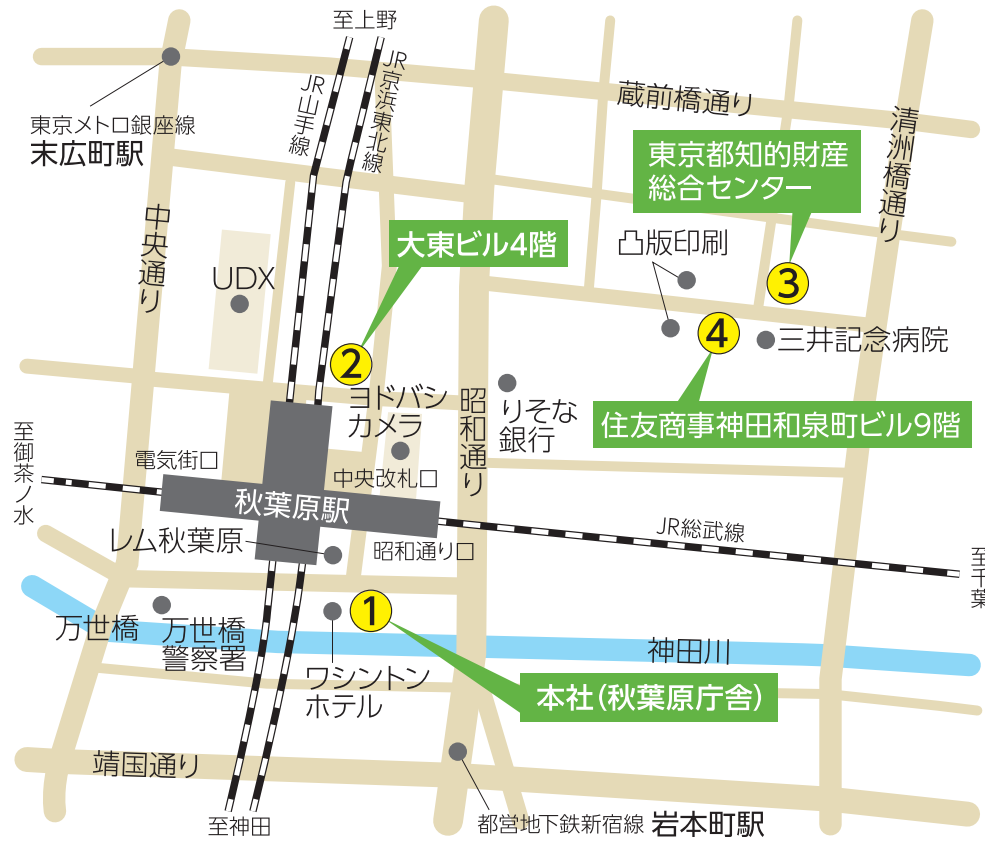 至上野
JR山手線
JR京浜東北線
蔵前橋通り
清洲橋通り
東京メトロ銀座線
末広町駅
東京都知的財産
総合センター
中央通り
大東ビル4階
凸版印刷
UDX
3
4
三井記念病院
2
ヨドバシ
カメラ
昭和通り
りそな
銀行
住友商事神田和泉町ビル9階
至御茶ノ水
電気街口
中央改札口
秋葉原駅
JR総武線
レム秋葉原
昭和通り口
至千葉
1
万世橋
万世橋
警察署
神田川
ワシントン
ホテル
本社(秋葉原庁舎)
靖国通り
至神田
都営地下鉄新宿線 岩本町駅